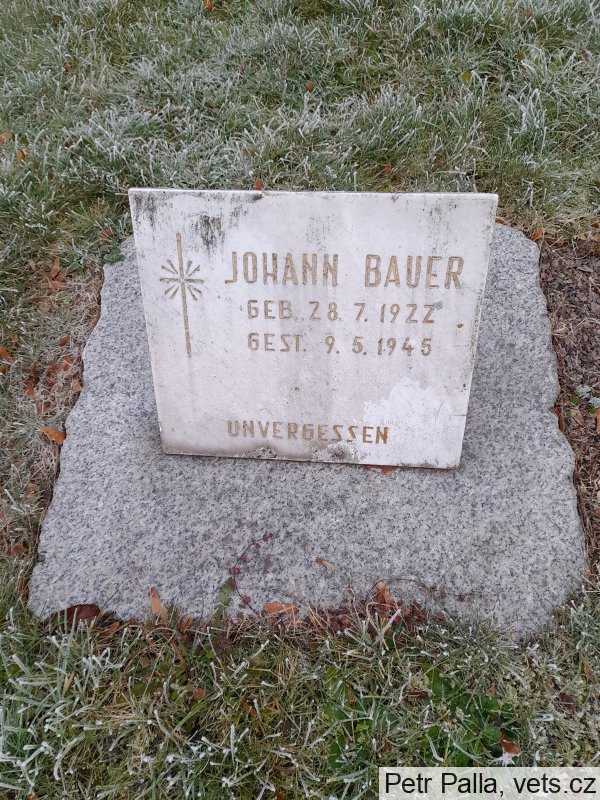 JOHANN BAUER
GEB. 28.7.1922
GEST. 9.5.1945
UNVERGESSEN
Petr Palla, vets.cz